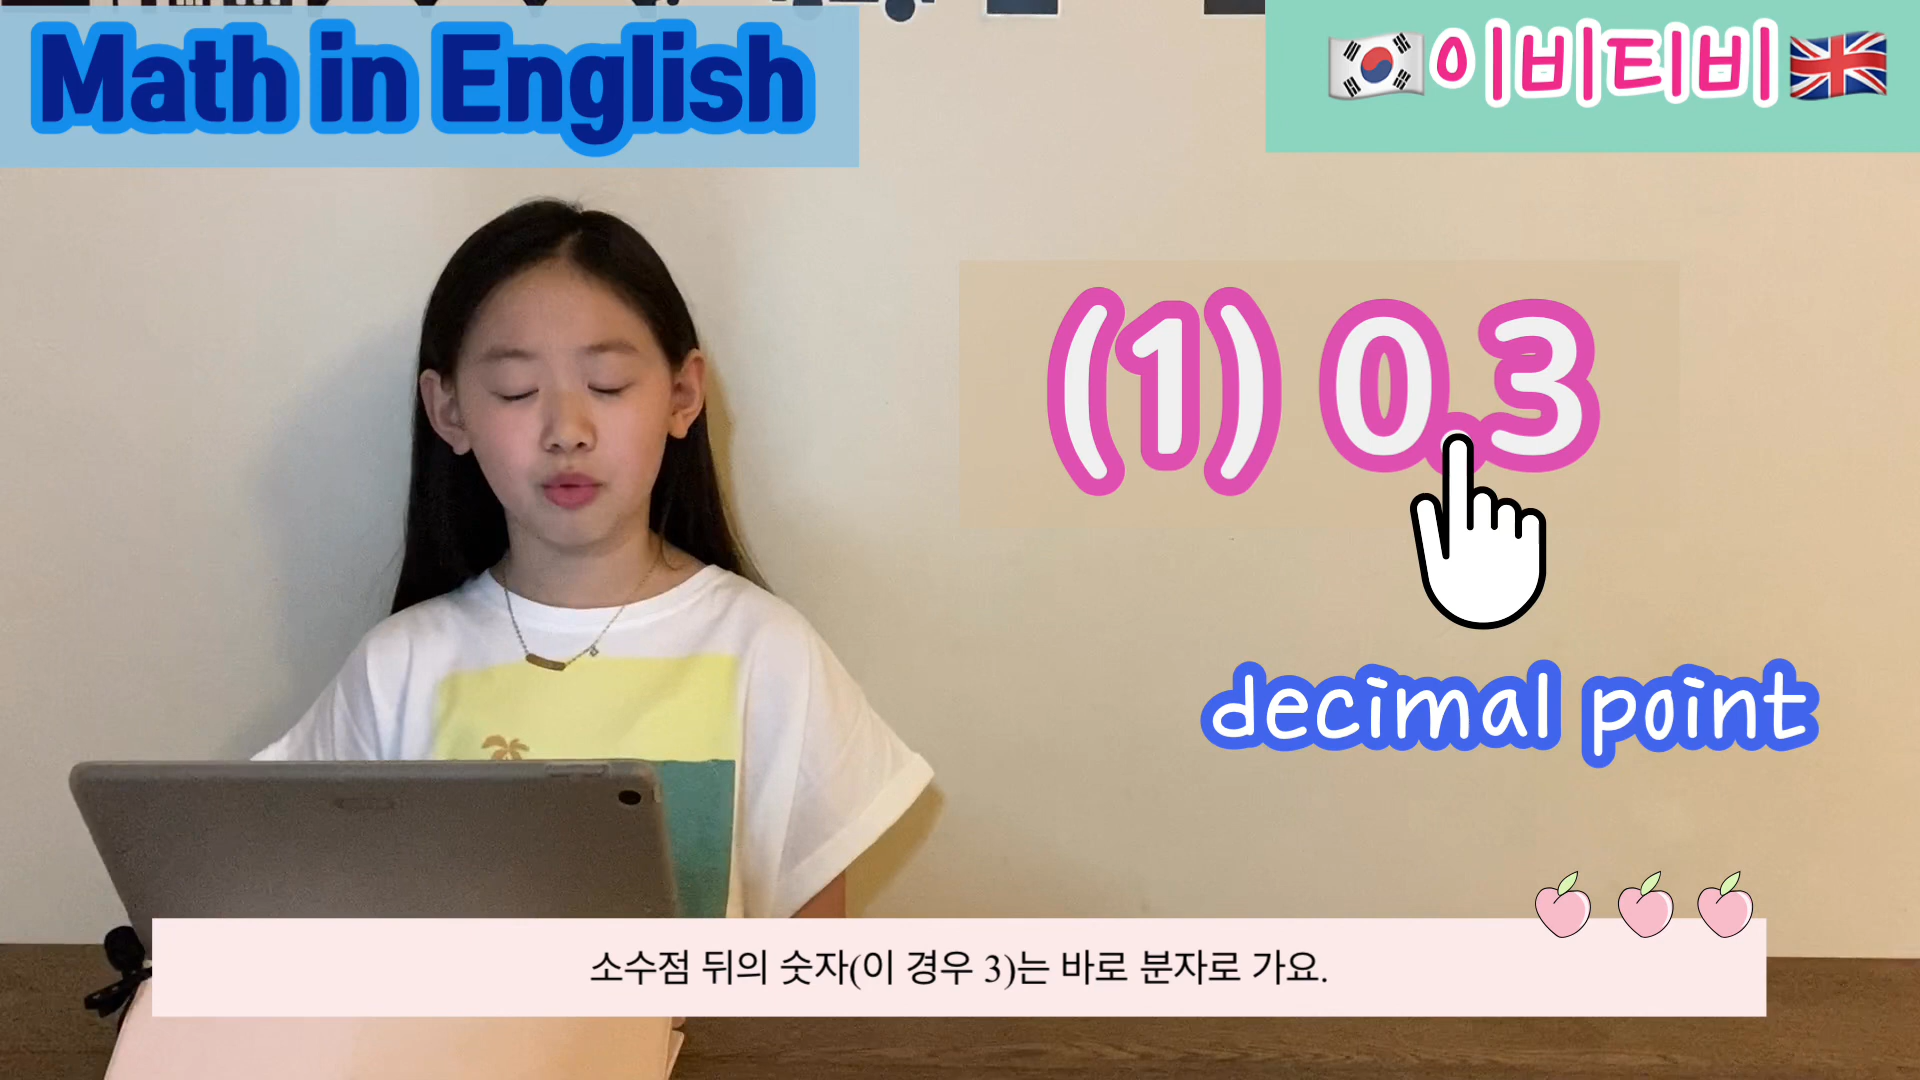 Math in English
이비티비
(1) 0.3
decimal point
소수점 뒤의 숫자(이 경우 3)는 바로 분자로 가요.